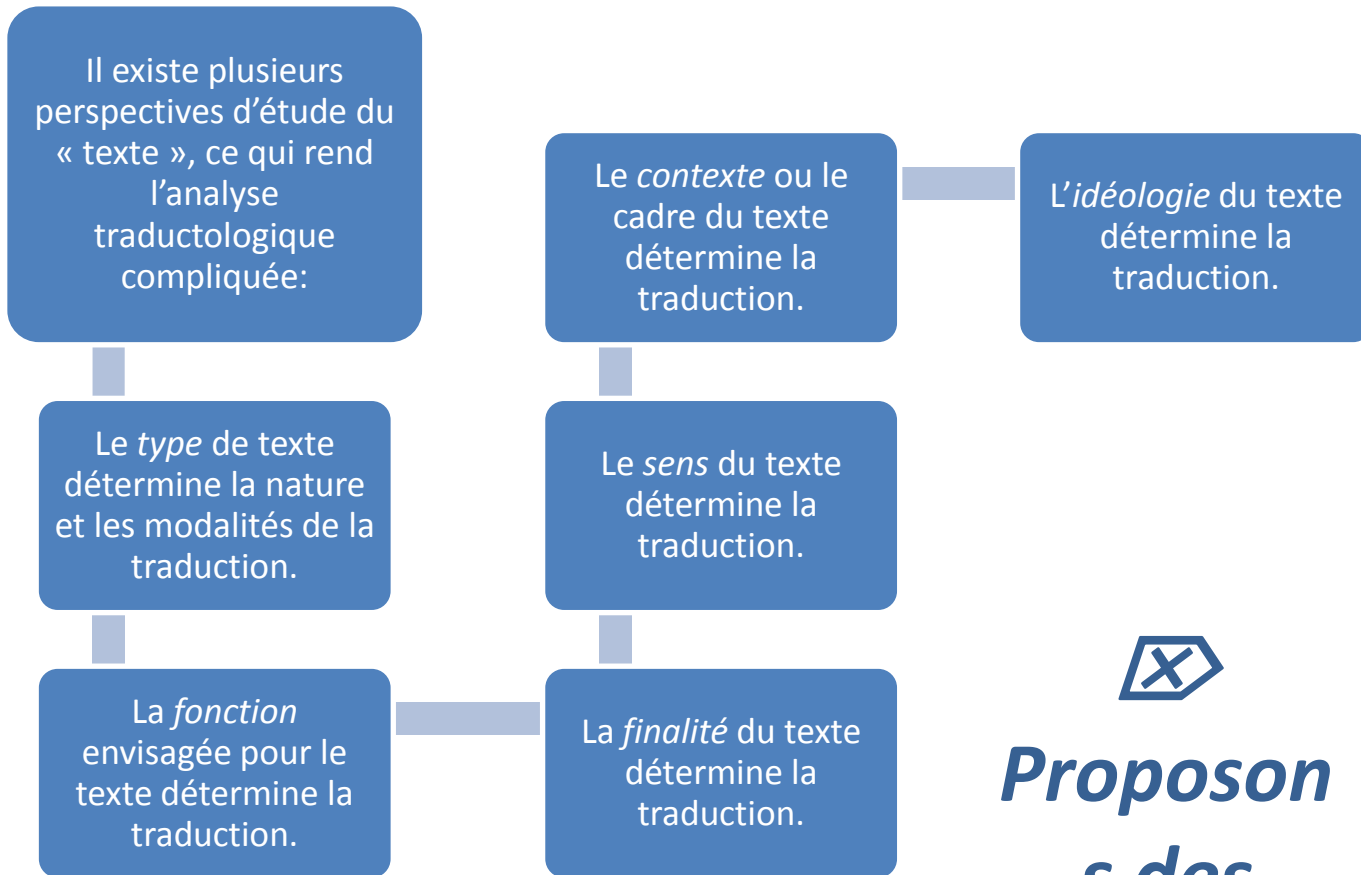 Il existe plusieurs
perspectives d’étude du
« texte », ce qui rend
l’analyse
traductologique
compliquée:
Le type de texte
détermine la nature
et les modalités de la
traduction.
La fonction
envisagée pour le
texte détermine la
traduction.
La finalité du texte
détermine la
traduction.
Le sens du texte
détermine la
traduction.
Le contexte ou le
cadre du texte
détermine la
traduction.
L’idéologie du texte
détermine la
traduction.
Proposon
s des